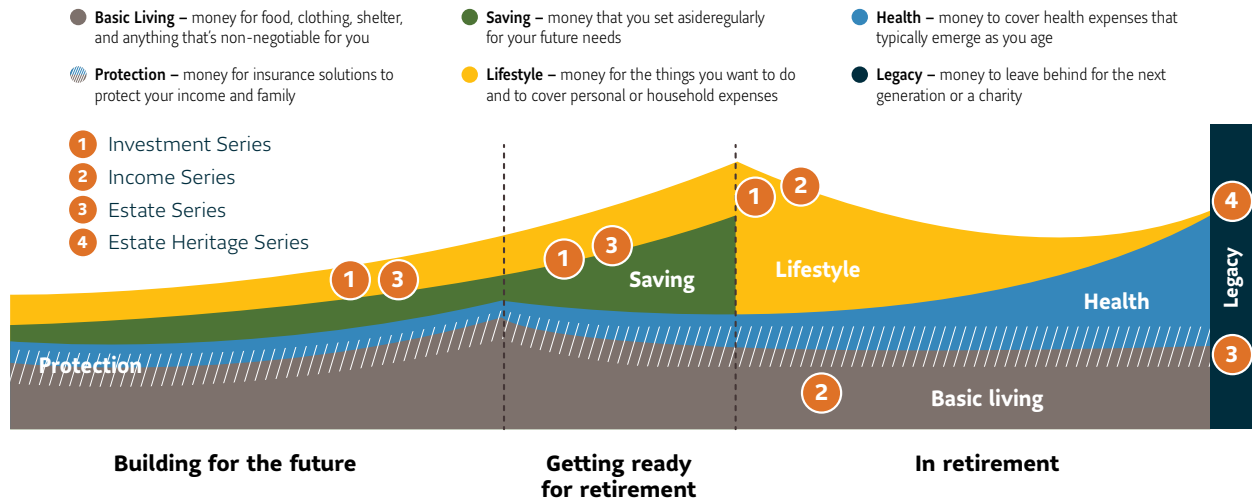 Basic Living – money for food, clothing, shelter,
and anything that's non-negotiable for you
Saving – money that you set asideregularly
for your future needs
Health – money to cover health expenses that
typically emerge as you age
Protection – money for insurance solutions to
protect your income and family
Lifestyle – money for the things you want to do
and to cover personal or household expenses
Legacy – money to leave behind for the next
generation or a charity
1 Investment Series
2 Income Series
3 Estate Series
4 Estate Heritage Series
1 3
1 3
1 2
4
Saving
Lifestyle
Health
Legacy
Protection
3
2
Basic living
Building for the future
Getting ready
for retirement
In retirement